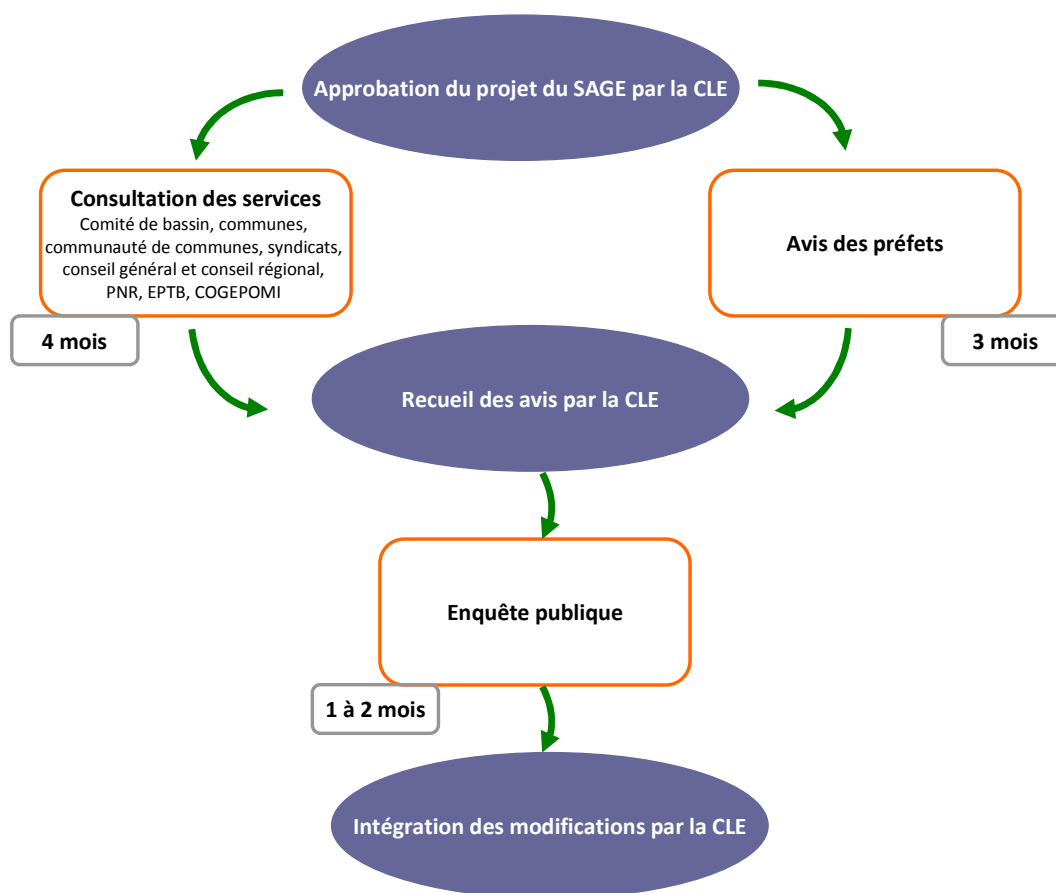 Approbation du projet du SAGE par la CLE
Consultation des services
Comité de bassin, communes,
communauté de communes, syndicats,
conseil général et conseil régional,
PNR, EPTB, COGEPOMI
4 mois
Avis des préfets
3 mois
Recueil des avis par la CLE
Enquête publique
1 à 2 mois
Intégration des modifications par la CLE